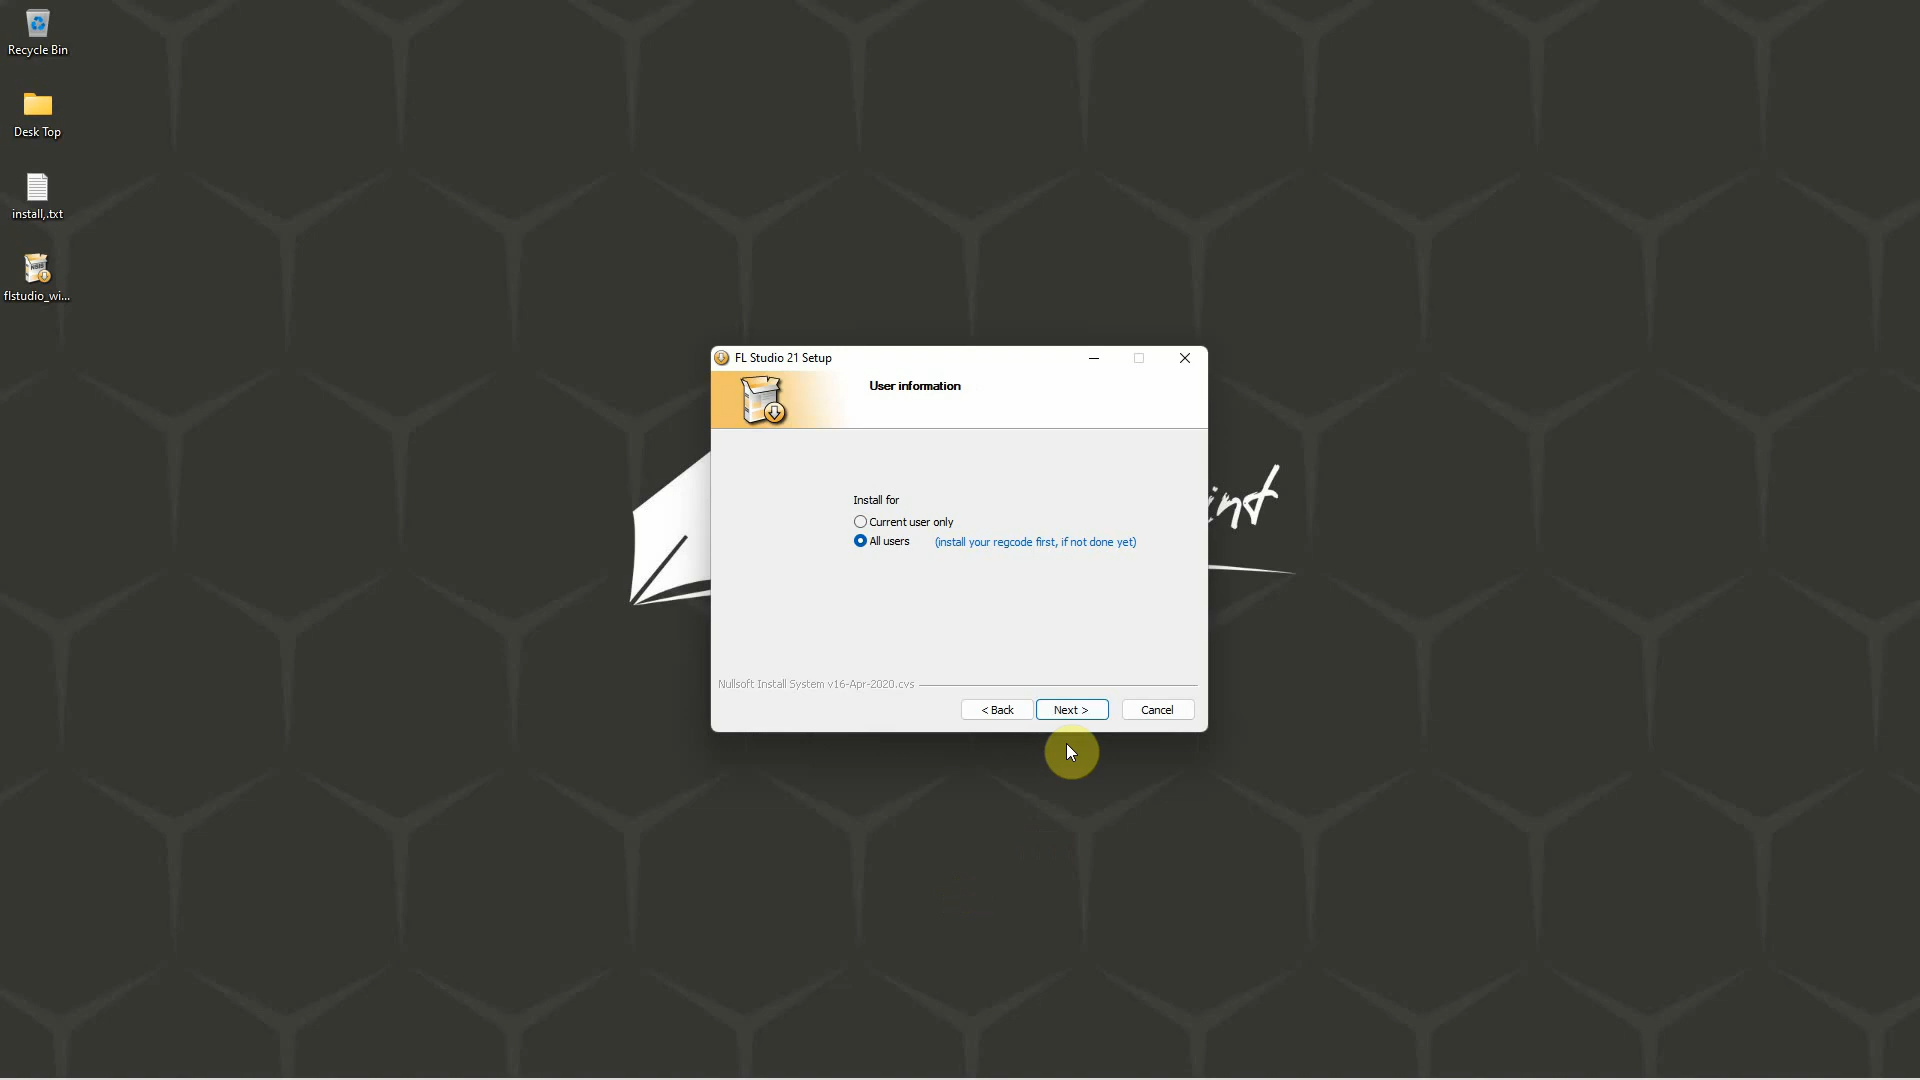 Recycle Bin
Desk Top
install,.txt
flstudio_wi...
FL Studio 21 Setup
User information
Install for
Current user only
All users (install your regcode first, if not done yet)
Nullsoft Install System v16-Apr-2020.cvs
< Back Next > Cancel